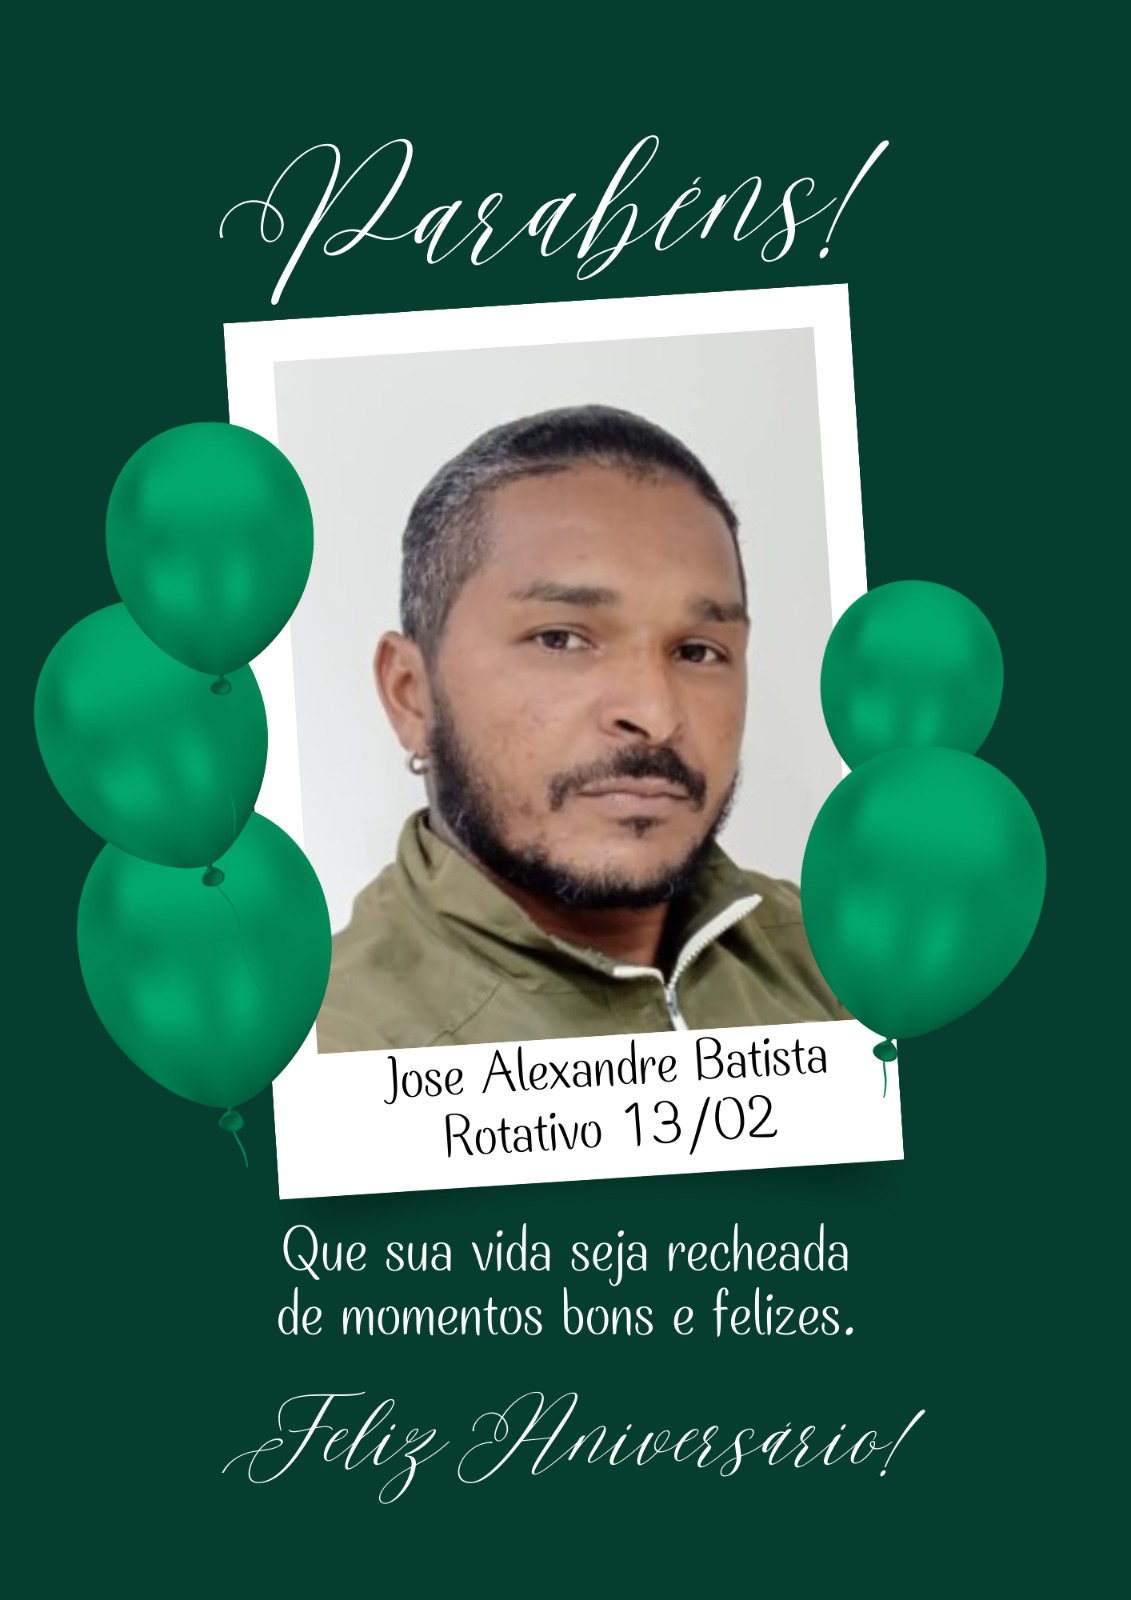 Parabéns!
Jose Alexandre Batista
Rotativo 13/02
Que sua vida seja recheada
de momentos bons e felizes.
Feliz Aniversário!